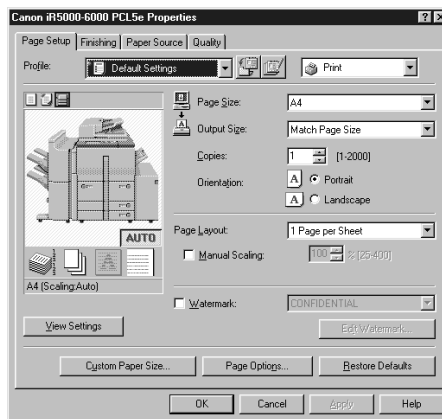 Canon iR5000-6000 PCL5e Properties
Page Setup Finishing Paper Source Quality
Profile: Default Settings Print
Page Size: A4
Output Size: Match Page Size
Copies: 1 [1-2000]
Orientation: A Portrait
A Landscape
AUTO
Page Layout: 1 Page per Sheet
Manual Scaling: 100 % [25-400]
A4 (Scaling:Auto)
Watermark: CONFIDENTIAL
View Settings Edit Watermark...
Custom Paper Size... Page Options... Restore Defaults
OK Cancel Apply Help